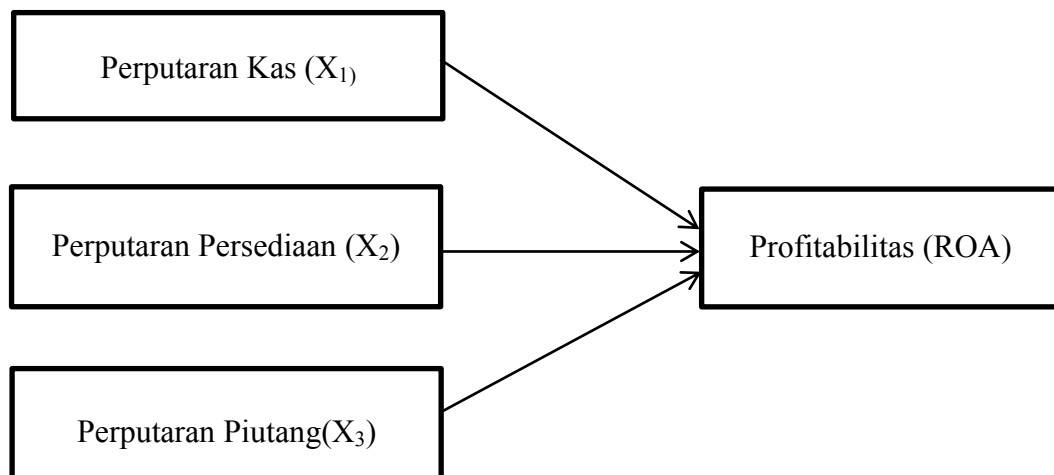 Perputaran Kas (X₁₎
Perputaran Persediaan (X₂)
Profitabilitas (ROA)
Perputaran Piutang(X₃)